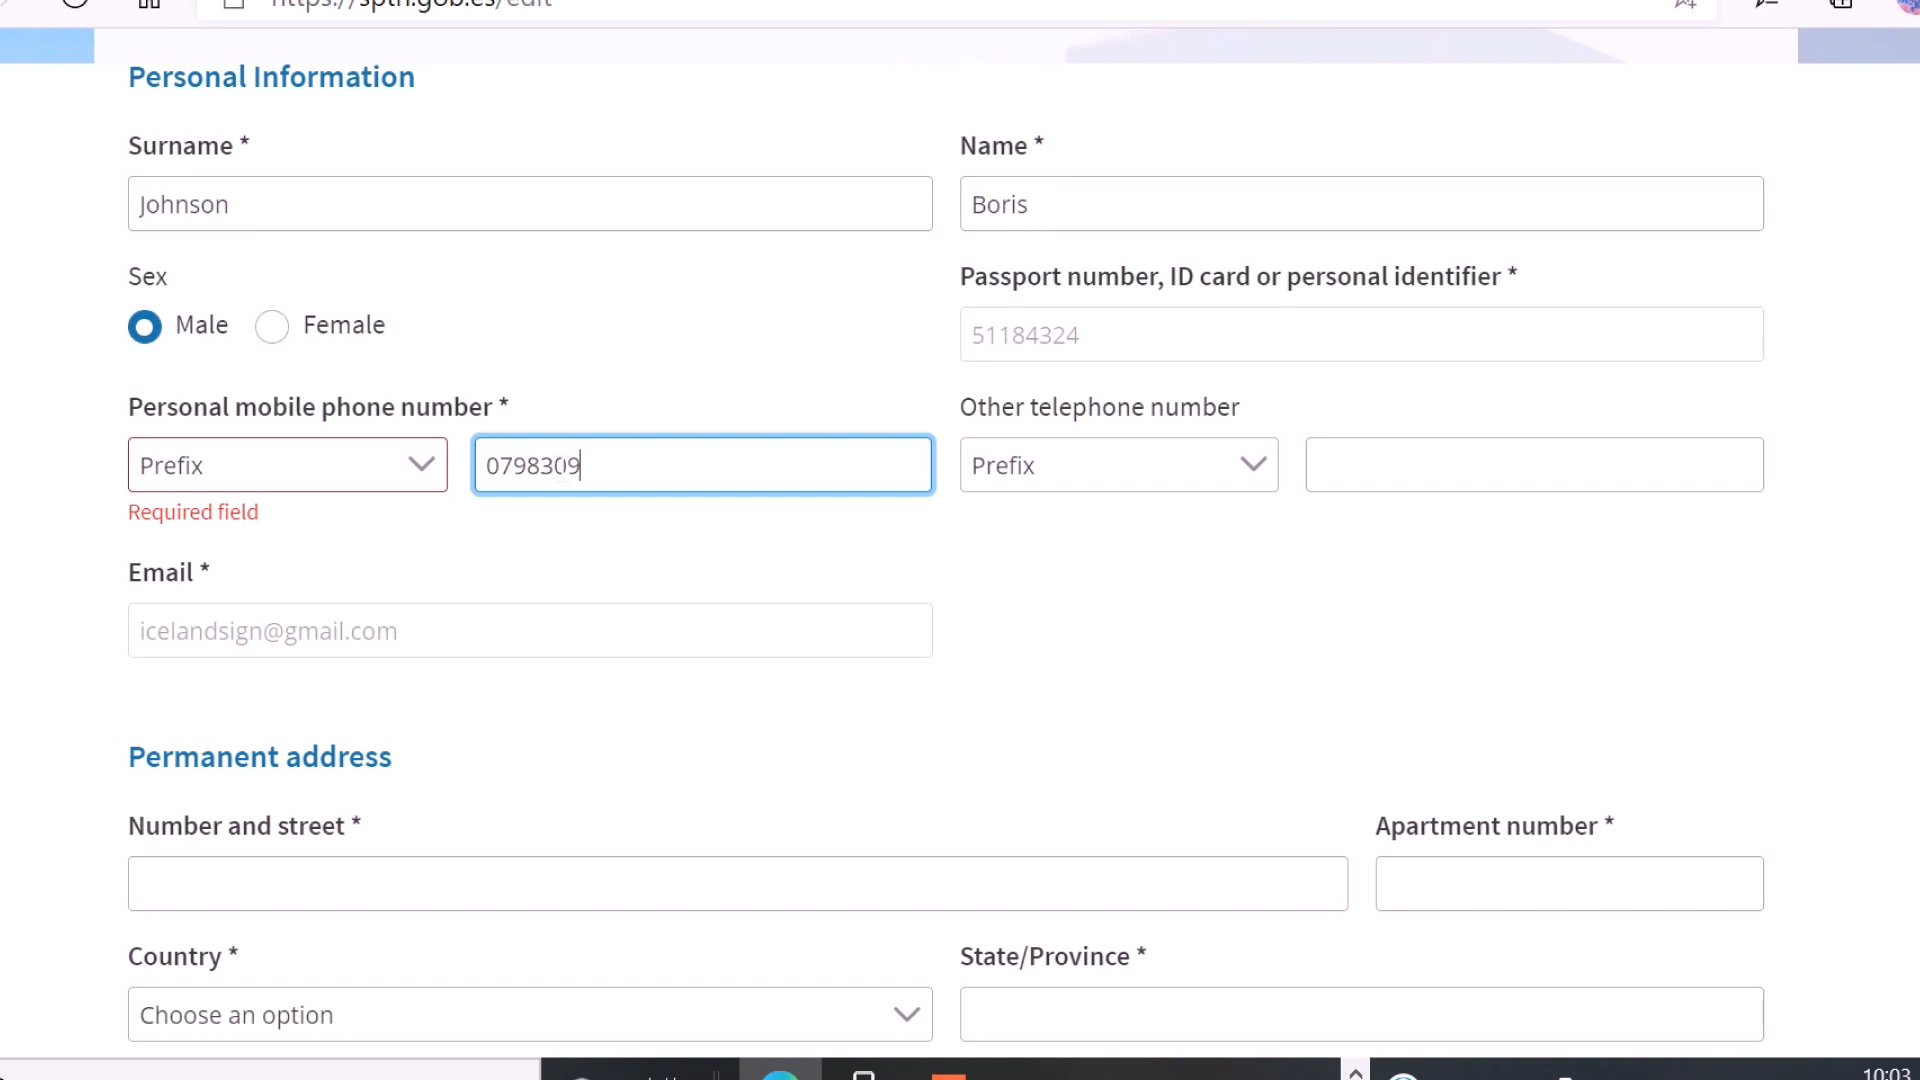 https://spth.gob.es/edit
Personal Information
Surname *
Name *
Johnson
Boris
Sex
Passport number, ID card or personal identifier *
Male
Female
51184324
Personal mobile phone number *
Other telephone number
Prefix
0798309
Prefix
Required field
Email *
icelandsign@gmail.com
Permanent address
Number and street *
Apartment number *
Country *
State/Province *
Choose an option
10:03